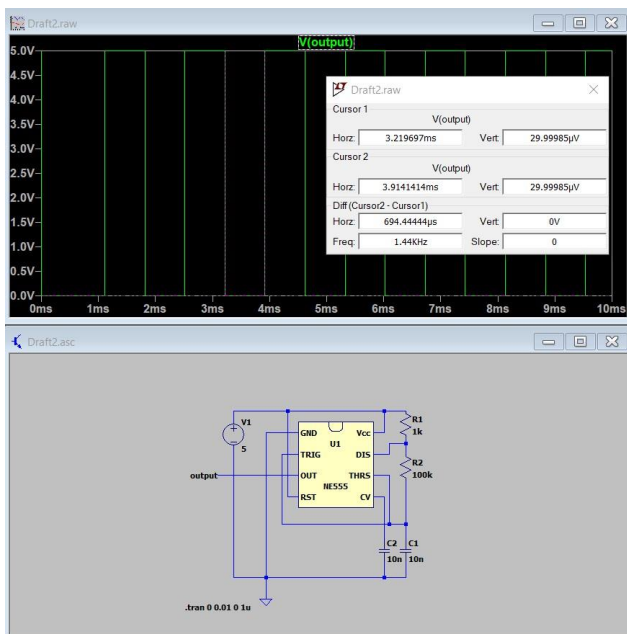 Draft2.raw
V(output)
5.0V
4.5V
4.0V
3.5V
3.0V
2.5V
2.0V
1.5V
1.0V
0.5V
0.0V
0ms 1ms 2ms 3ms 4ms 5ms 6ms 7ms 8ms 9ms 10ms
Draft2.raw
Cursor 1
V(output)
Horz: 3.219697ms Vert: 29.99985µV
Cursor 2
V(output)
Horz: 3.9141414ms Vert: 29.99985µV
Diff (Cursor2 - Cursor1)
Horz: 694.44444µs Vert: 0V
Freq: 1.44KHz Slope: 0
Draft2.asc
V1
5
output
GND Vcc
U1
TRIG DIS
OUT THRS
NE555
RST CV
R1
1k
R2
100k
C2 C1
10n 10n
.tran 0 0.01 0 1u